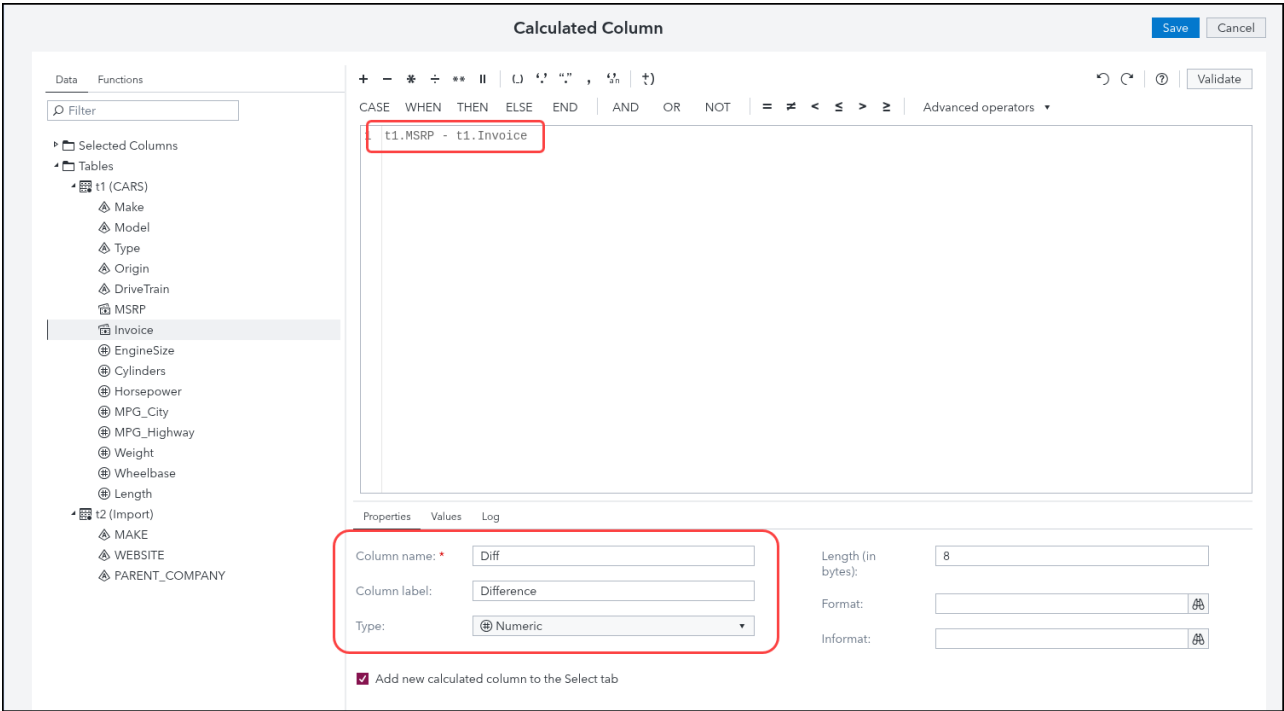 Calculated Column
Save Cancel
Data Functions
Filter
Selected Columns
Tables
t1 (CARS)
Make
Model
Type
Origin
DriveTrain
MSRP
Invoice
EngineSize
Cylinders
Horsepower
MPG_City
MPG_Highway
Weight
Wheelbase
Length
t2 (Import)
MAKE
WEBSITE
PARENT_COMPANY
+ − * ÷ ** || (..) ‘.’ “.” , ‘.’n +)
Validate
CASE WHEN THEN ELSE END AND OR NOT = ≠ < ≤ > ≥ Advanced operators
1 t1.MSRP - t1.Invoice
Properties Values Log
Column name: * Diff
Column label: Difference
Type: Numeric
Length (in
bytes):
8
Format:
Informat:
Add new calculated column to the Select tab